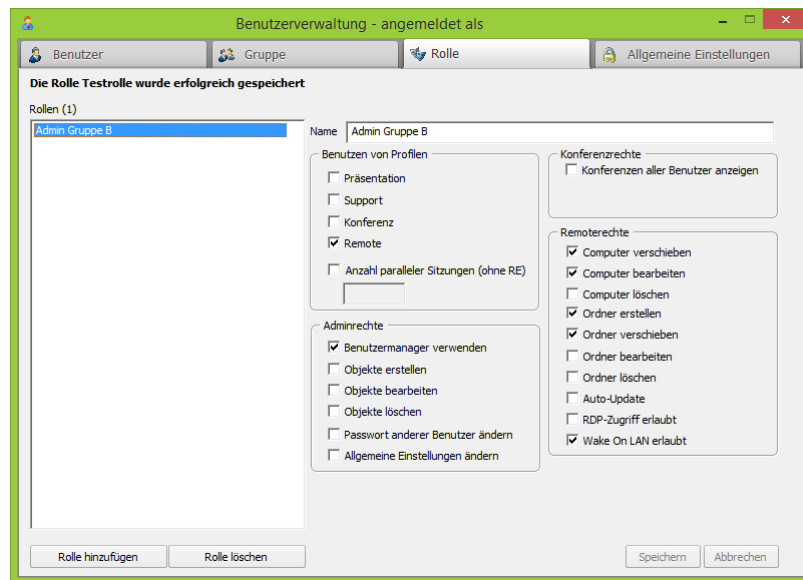 Benutzerverwaltung - angemeldet als
Benutzer
Gruppe
Rolle
Allgemeine Einstellungen
Die Rolle Testrolle wurde erfolgreich gespeichert
Rollen (1)
Admin Gruppe B
Name Admin Gruppe B
Benutzen von Profilen
Präsentation
Support
Konferenz
Remote
Anzahl paralleler Sitzungen (ohne RE)
Adminrechte
Benutzermanager verwenden
Objekte erstellen
Objekte bearbeiten
Objekte löschen
Passwort anderer Benutzer ändern
Allgemeine Einstellungen ändern
Konferenzrechte
Konferenzen aller Benutzer anzeigen
Remoterechte
Computer verschieben
Computer bearbeiten
Computer löschen
Ordner erstellen
Ordner verschieben
Ordner bearbeiten
Ordner löschen
Auto-Update
RDP-Zugriff erlaubt
Wake On LAN erlaubt
Rolle hinzufügen
Rolle löschen
Speichern
Abbrechen